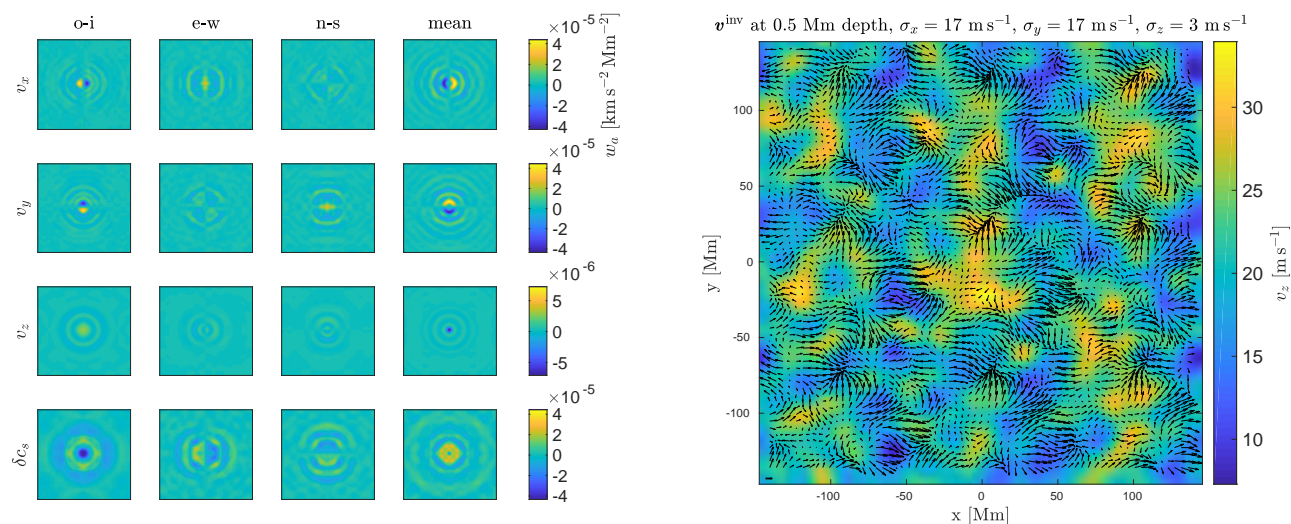 o-i e-w n-s mean
v_x
×10^-5
4
2
0
-2
-4
v_y
×10^-5
4
2
0
-2
-4
w_a [km s^-2 Mm^-2]
v_z
×10^-6
5
0
-5
δc_s
×10^-5
4
2
0
-2
-4
v^inv at 0.5 Mm depth, σ_x = 17 m s^-1, σ_y = 17 m s^-1, σ_z = 3 m s^-1
y [Mm]
150
100
50
0
-50
-100
-100 -50 0 50 100
x [Mm]
30
20
10
v_z [m s^-1]